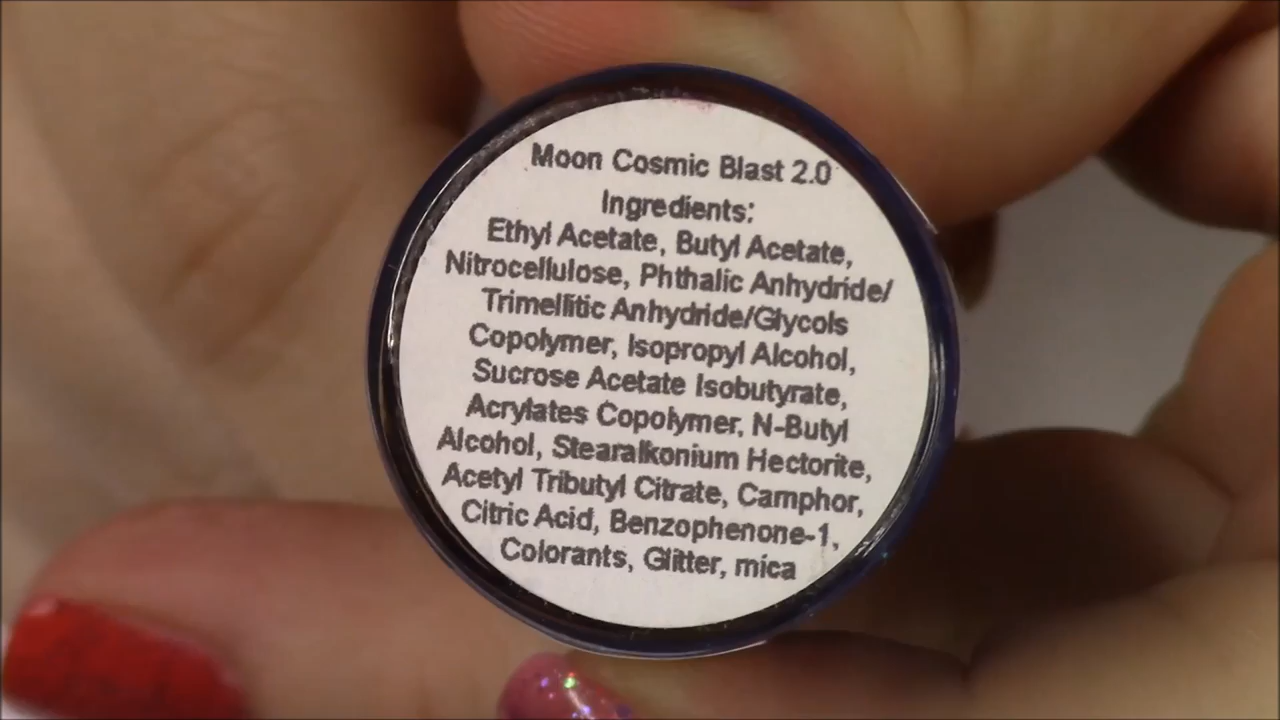 Moon Cosmic Blast 2.0
Ingredients:
Ethyl Acetate, Butyl Acetate,
Nitrocellulose, Phthalic Anhydride/
Trimellitic Anhydride/Glycols
Copolymer, Isopropyl Alcohol,
Sucrose Acetate Isobutyrate,
Acrylates Copolymer, N-Butyl
Alcohol, Stearalkonium Hectorite,
Acetyl Tributyl Citrate, Camphor,
Citric Acid, Benzophenone-1,
Colorants, Glitter, mica